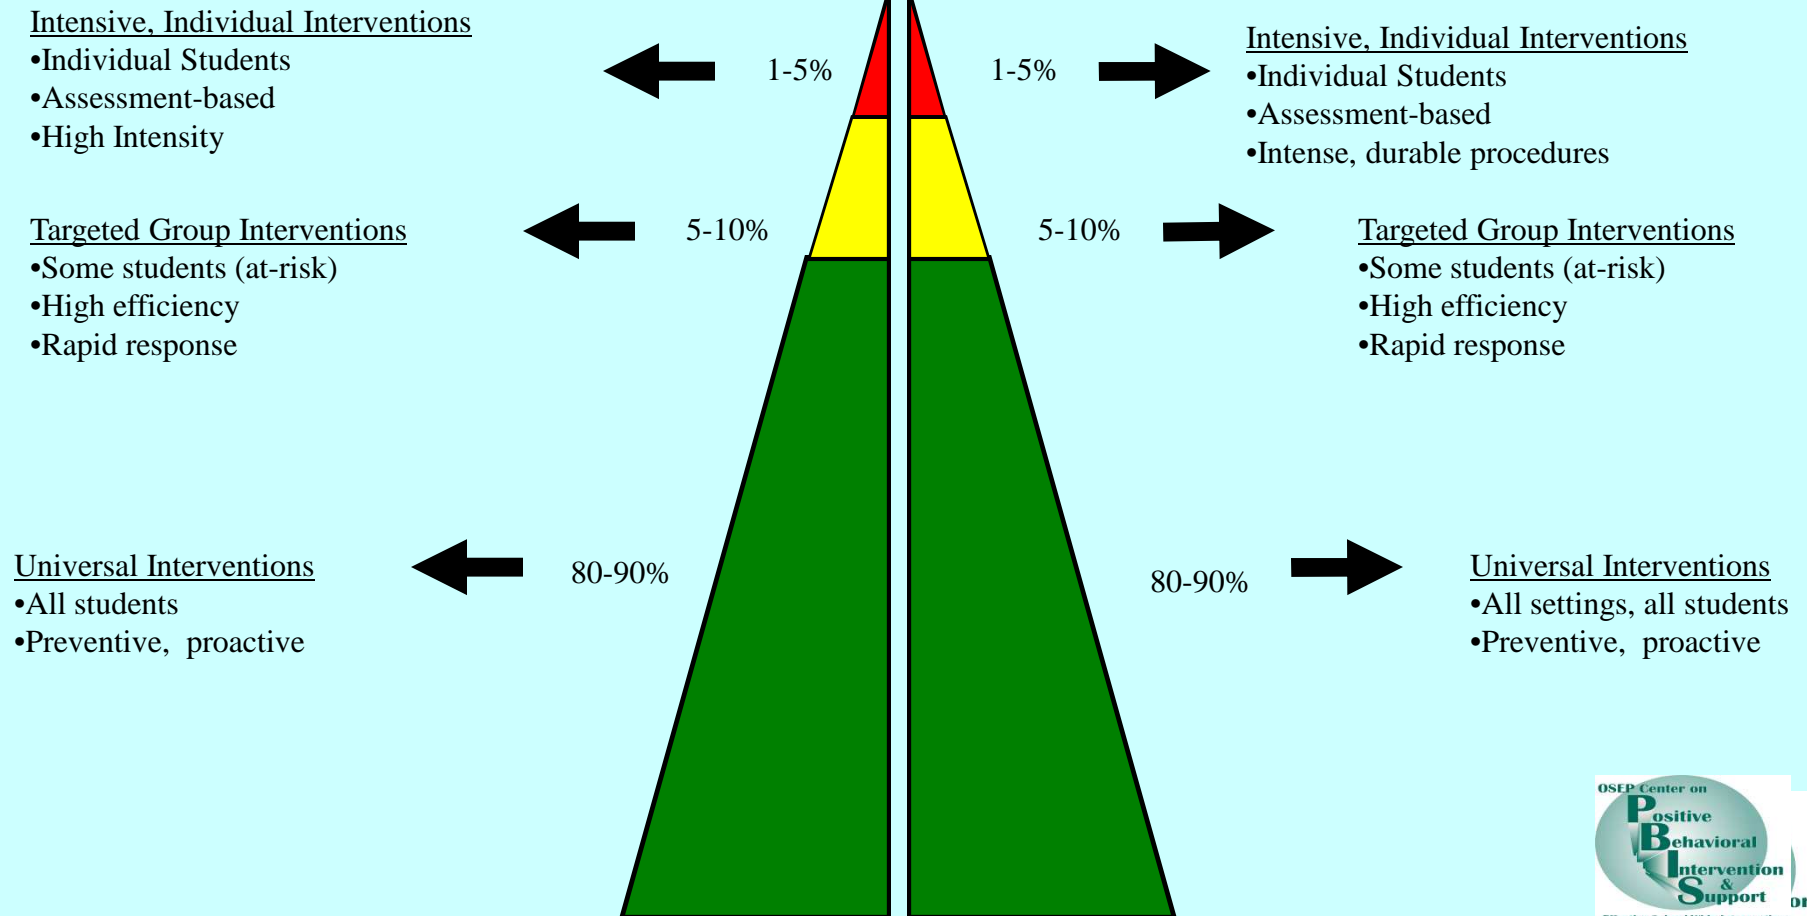 Intensive, Individual Interventions
•Individual Students
•Assessment-based
•High Intensity
1-5%
1-5%
Intensive, Individual Interventions
•Individual Students
•Assessment-based
•Intense, durable procedures
Targeted Group Interventions
•Some students (at-risk)
•High efficiency
•Rapid response
5-10%
5-10%
Targeted Group Interventions
•Some students (at-risk)
•High efficiency
•Rapid response
Universal Interventions
•All students
•Preventive,  proactive
80-90%
80-90%
Universal Interventions
•All settings, all students
•Preventive,  proactive
OSEP Center on
Positive
Behavioral
Intervention
&
Support